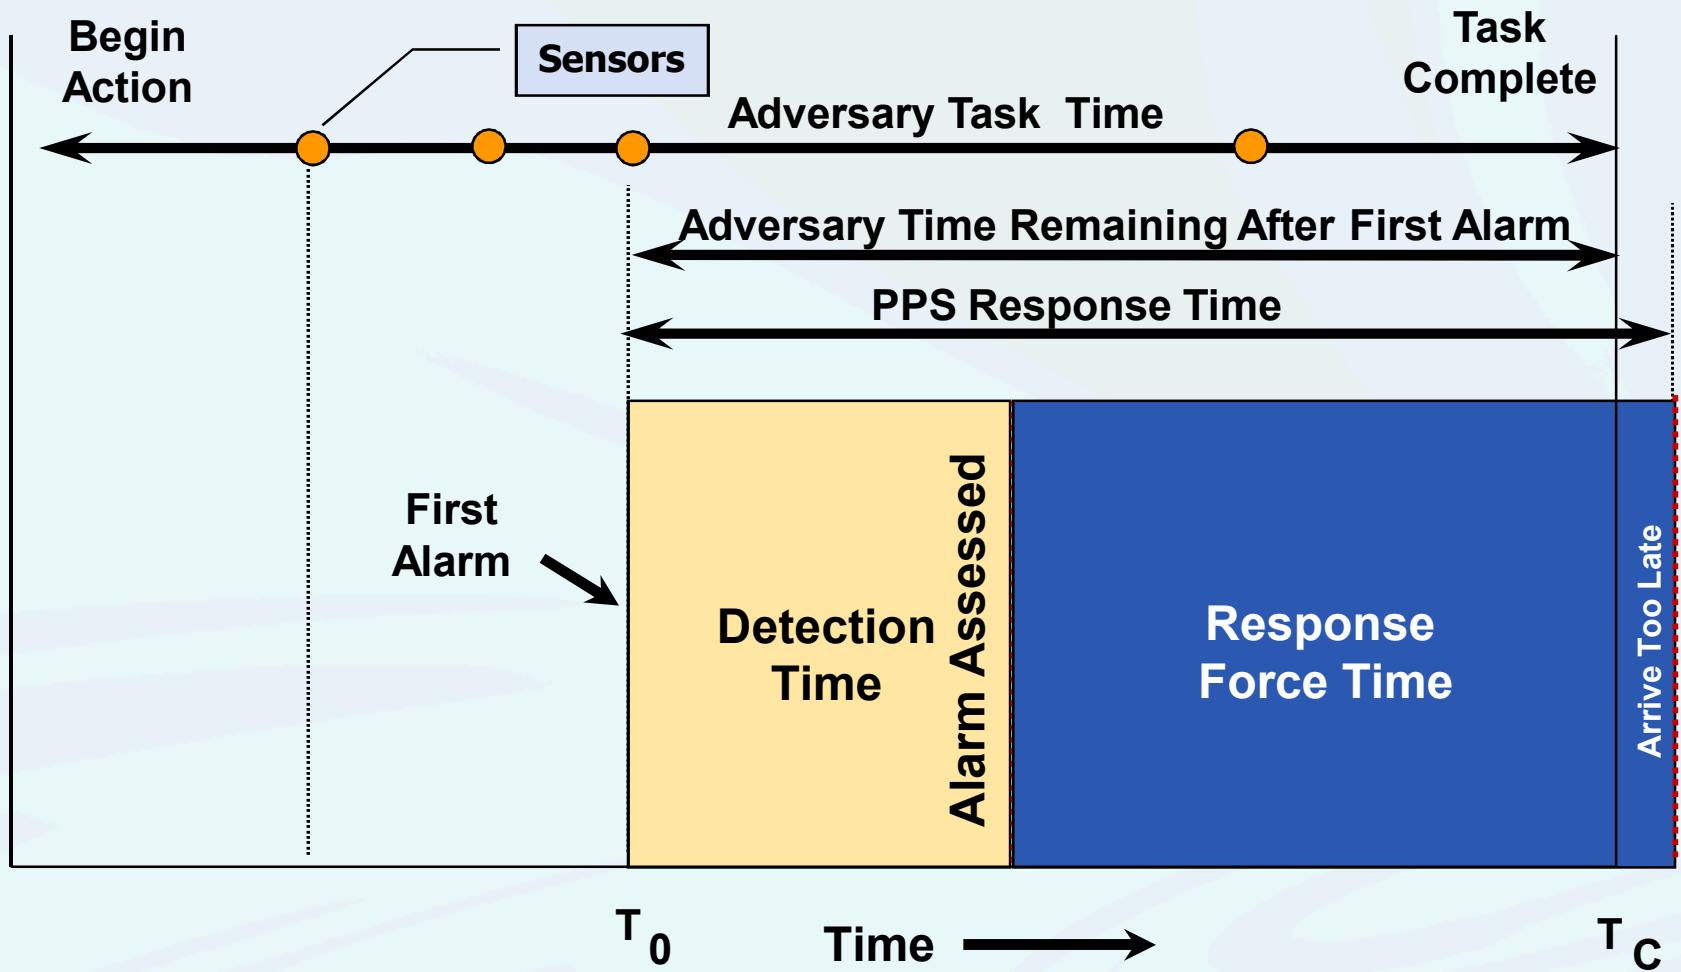 Begin
Action
Sensors
Task
Complete
Adversary Task Time
Adversary Time Remaining After First Alarm
PPS Response Time
First
Alarm
Detection
Time
Alarm Assessed
Response
Force Time
Arrive Too Late
T0
Time
TC